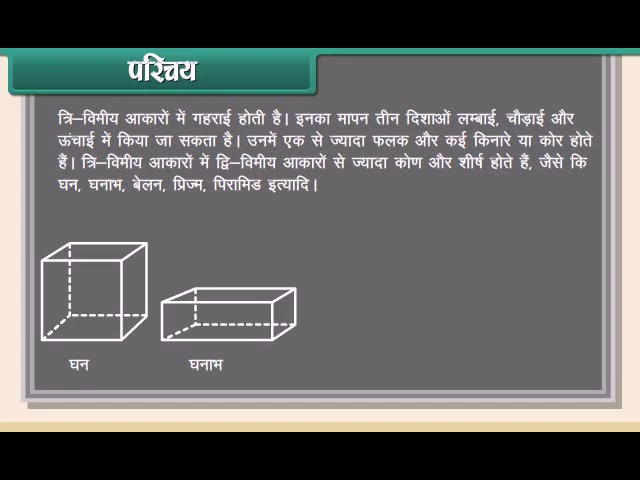 परिचय
त्रि–विमीय आकारों में गहराई होती है। इनका मापन तीन दिशाओं लम्बाई, चौड़ाई और
ऊंचाई में किया जा सकता है। उनमें एक से ज्यादा फलक और कई किनारे या कोर होते
हैं। त्रि–विमीय आकारों में द्वि–विमीय आकारों से ज्यादा कोण और शीर्ष होते हैं, जैसे कि
घन, घनाभ, बेलन, प्रिज्म, पिरामिड इत्यादि।
घन
घनाभ